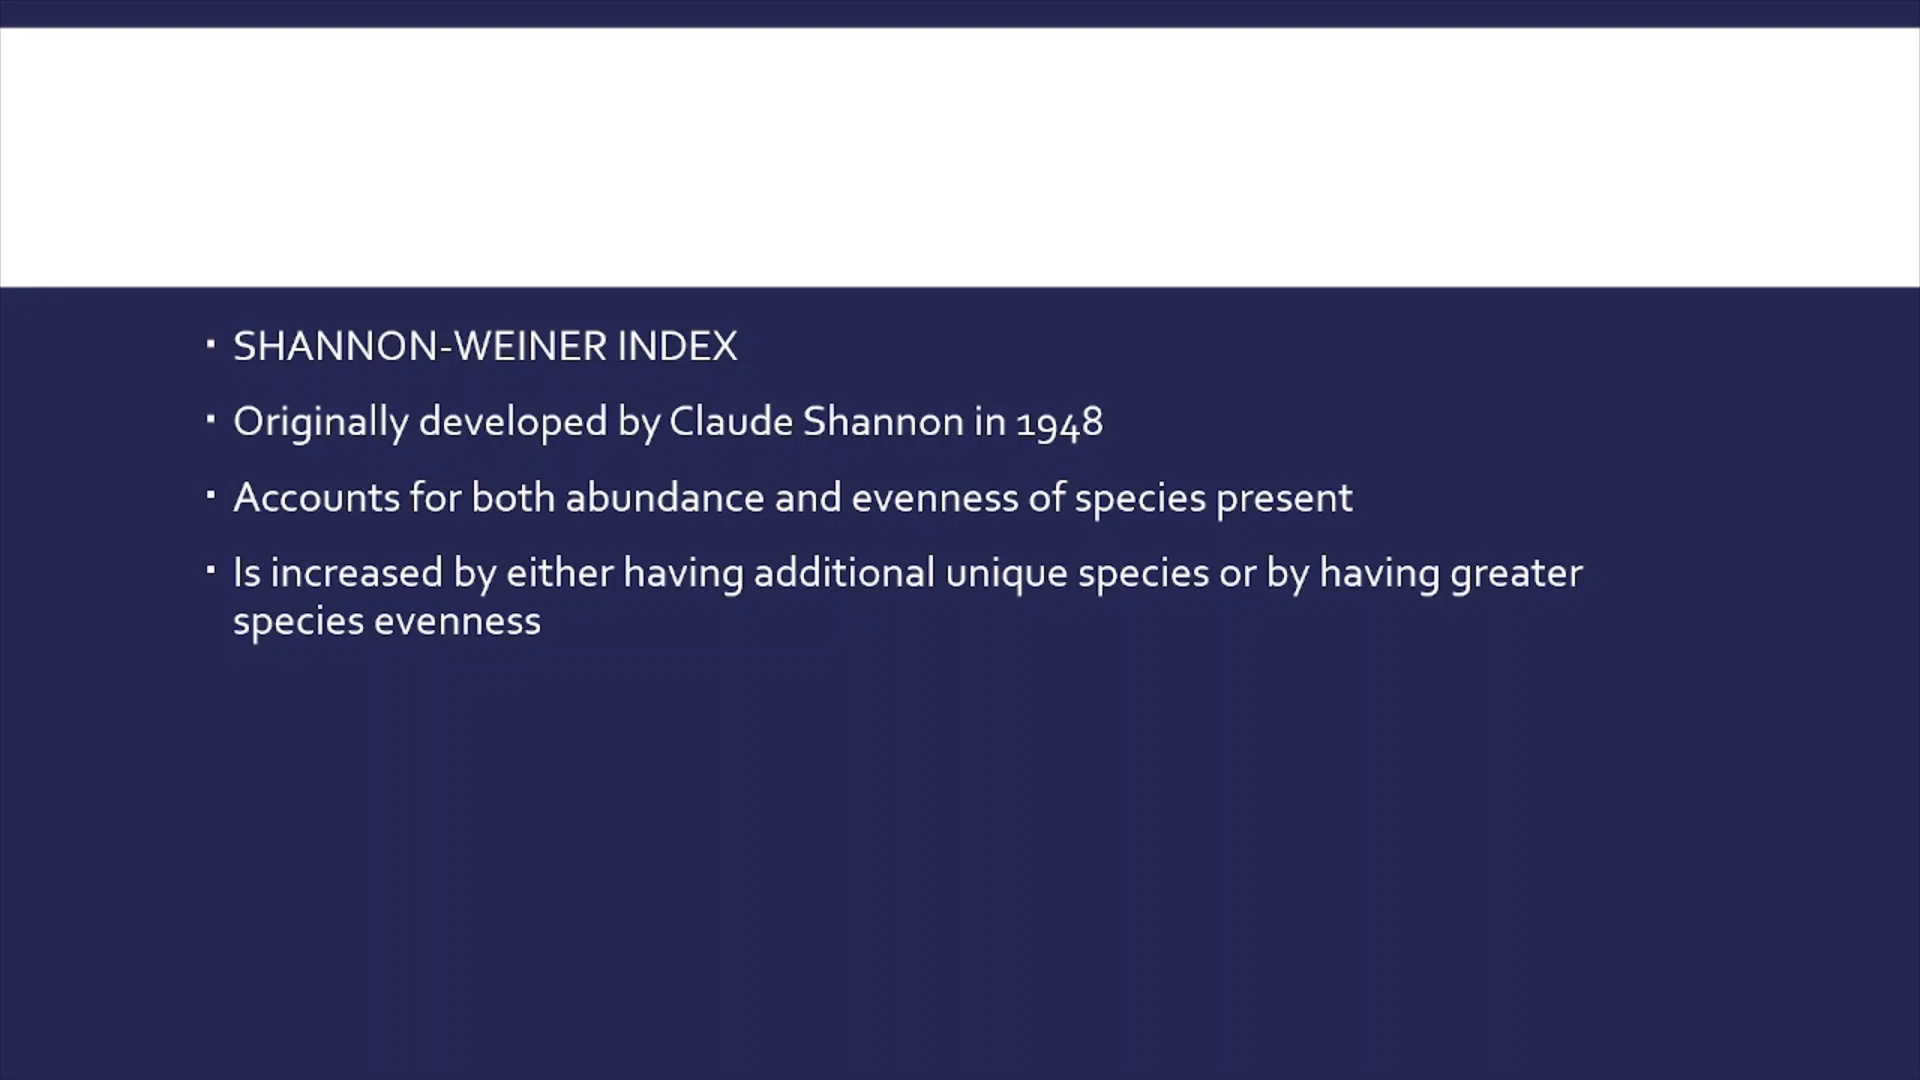 ▪ SHANNON-WEINER INDEX
▪ Originally developed by Claude Shannon in 1948
▪ Accounts for both abundance and evenness of species present
▪ Is increased by either having additional unique species or by having greater
species evenness